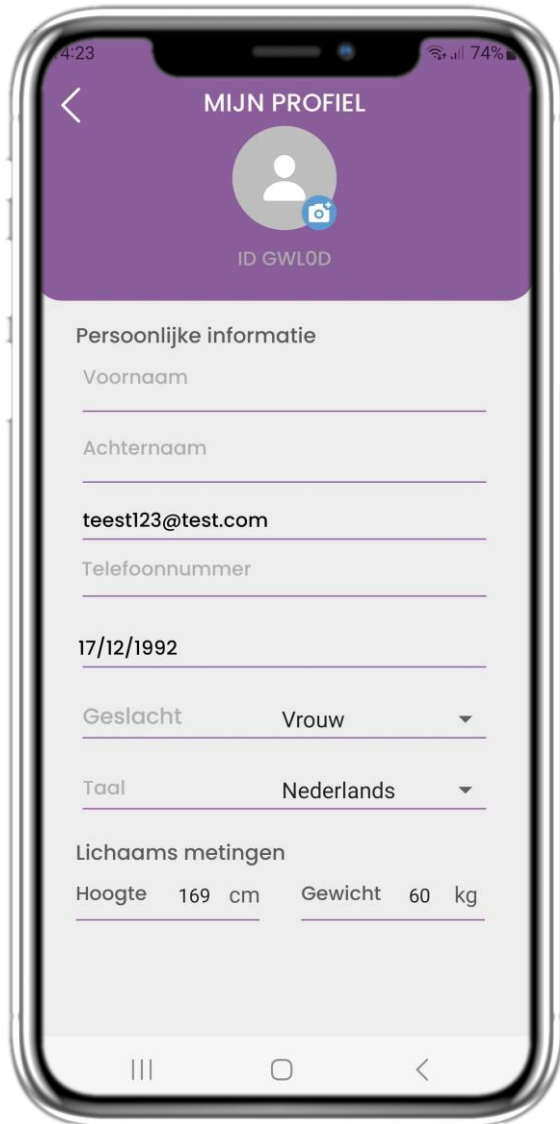 4:23 74%
MIJN PROFIEL
ID GWL0D
Persoonlijke informatie
Voornaam
Achternaam
teest123@test.com
Telefoonnummer
17/12/1992
Geslacht Vrouw
Taal Nederlands
Lichaams metingen
Hoogte 169 cm Gewicht 60 kg